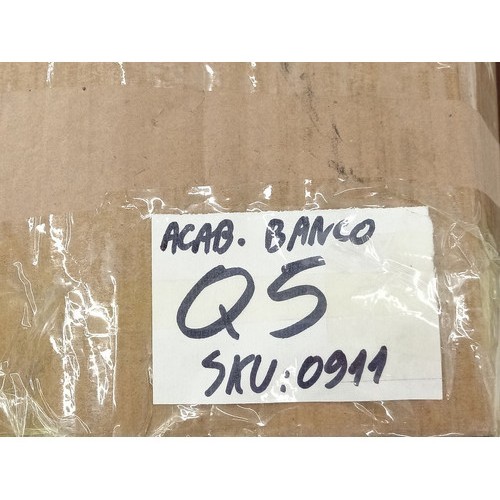 ACAB. BANCO
Q5
SKU: 0911